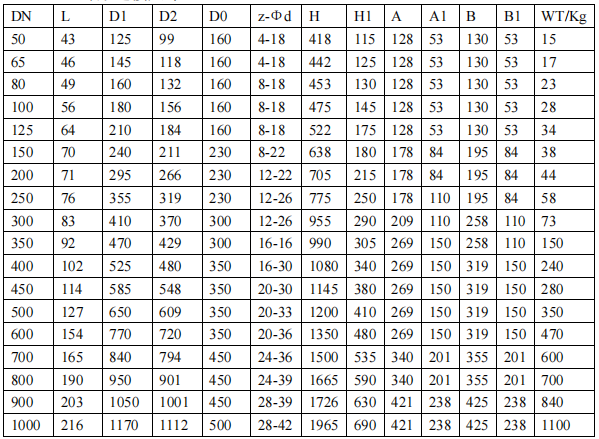 DN L D1 D2 D0 z-Φd H H1 A A1 B B1 WT/Kg
50 43 125 99 160 4-18 418 115 128 53 130 53 15
65 46 145 118 160 4-18 442 125 128 53 130 53 17
80 49 160 132 160 8-18 453 130 128 53 130 53 23
100 56 180 156 160 8-18 475 145 128 53 130 53 28
125 64 210 184 160 8-18 522 175 128 53 130 53 34
150 70 240 211 230 8-22 638 180 178 84 195 84 38
200 71 295 266 230 12-22 705 215 178 84 195 84 44
250 76 355 319 230 12-26 775 250 178 110 195 84 58
300 83 410 370 300 12-26 955 290 209 110 258 110 73
350 92 470 429 300 16-16 990 305 269 150 258 110 150
400 102 525 480 350 16-30 1080 340 269 150 319 150 240
450 114 585 548 350 20-30 1145 380 269 150 319 150 280
500 127 650 609 350 20-33 1200 410 269 150 319 150 350
600 154 770 720 350 20-36 1350 480 269 150 319 150 470
700 165 840 794 450 24-36 1500 535 340 201 355 201 600
800 190 950 901 450 24-39 1665 590 340 201 355 201 700
900 203 1050 1001 450 28-39 1726 630 421 238 425 238 840
1000 216 1170 1112 500 28-42 1965 690 421 238 425 238 1100